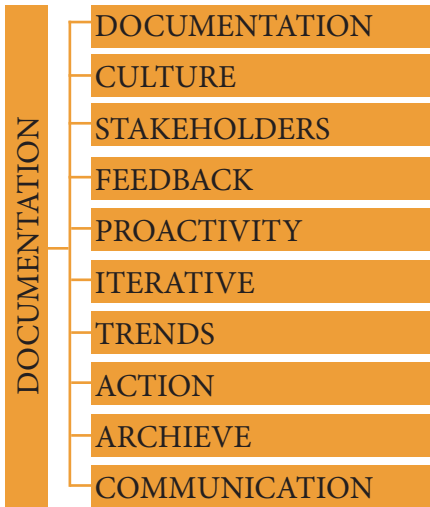 DOCUMENTATION
DOCUMENTATION
CULTURE
STAKEHOLDERS
FEEDBACK
PROACTIVITY
ITERATIVE
TRENDS
ACTION
ARCHIEVE
COMMUNICATION